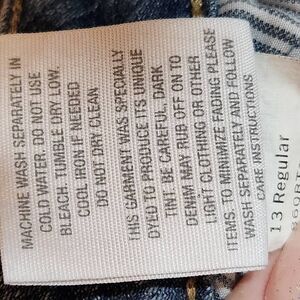 MACHINE WASH SEPARATELY IN
COLD WATER. DO NOT USE
BLEACH. TUMBLE DRY LOW.
COOL IRON IF NEEDED
DO NOT DRY CLEAN
THIS GARMENT WAS SPECIALLY
DYED TO PRODUCE ITS UNIQUE
TINT. BE CAREFUL, DARK
DENIM MAY RUB OFF ON TO
LIGHT CLOTHING OR OTHER
ITEMS. TO MINIMIZE FADING PLEASE
WASH SEPARATELY AND FOLLOW
CARE INSTRUCTIONS
13 Regular